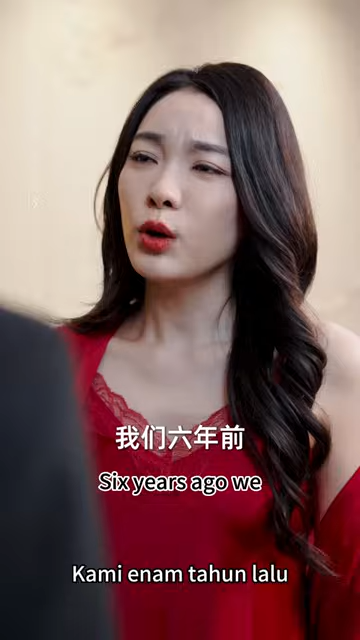 我们六年前
Six years ago we
Kami enam tahun lalu